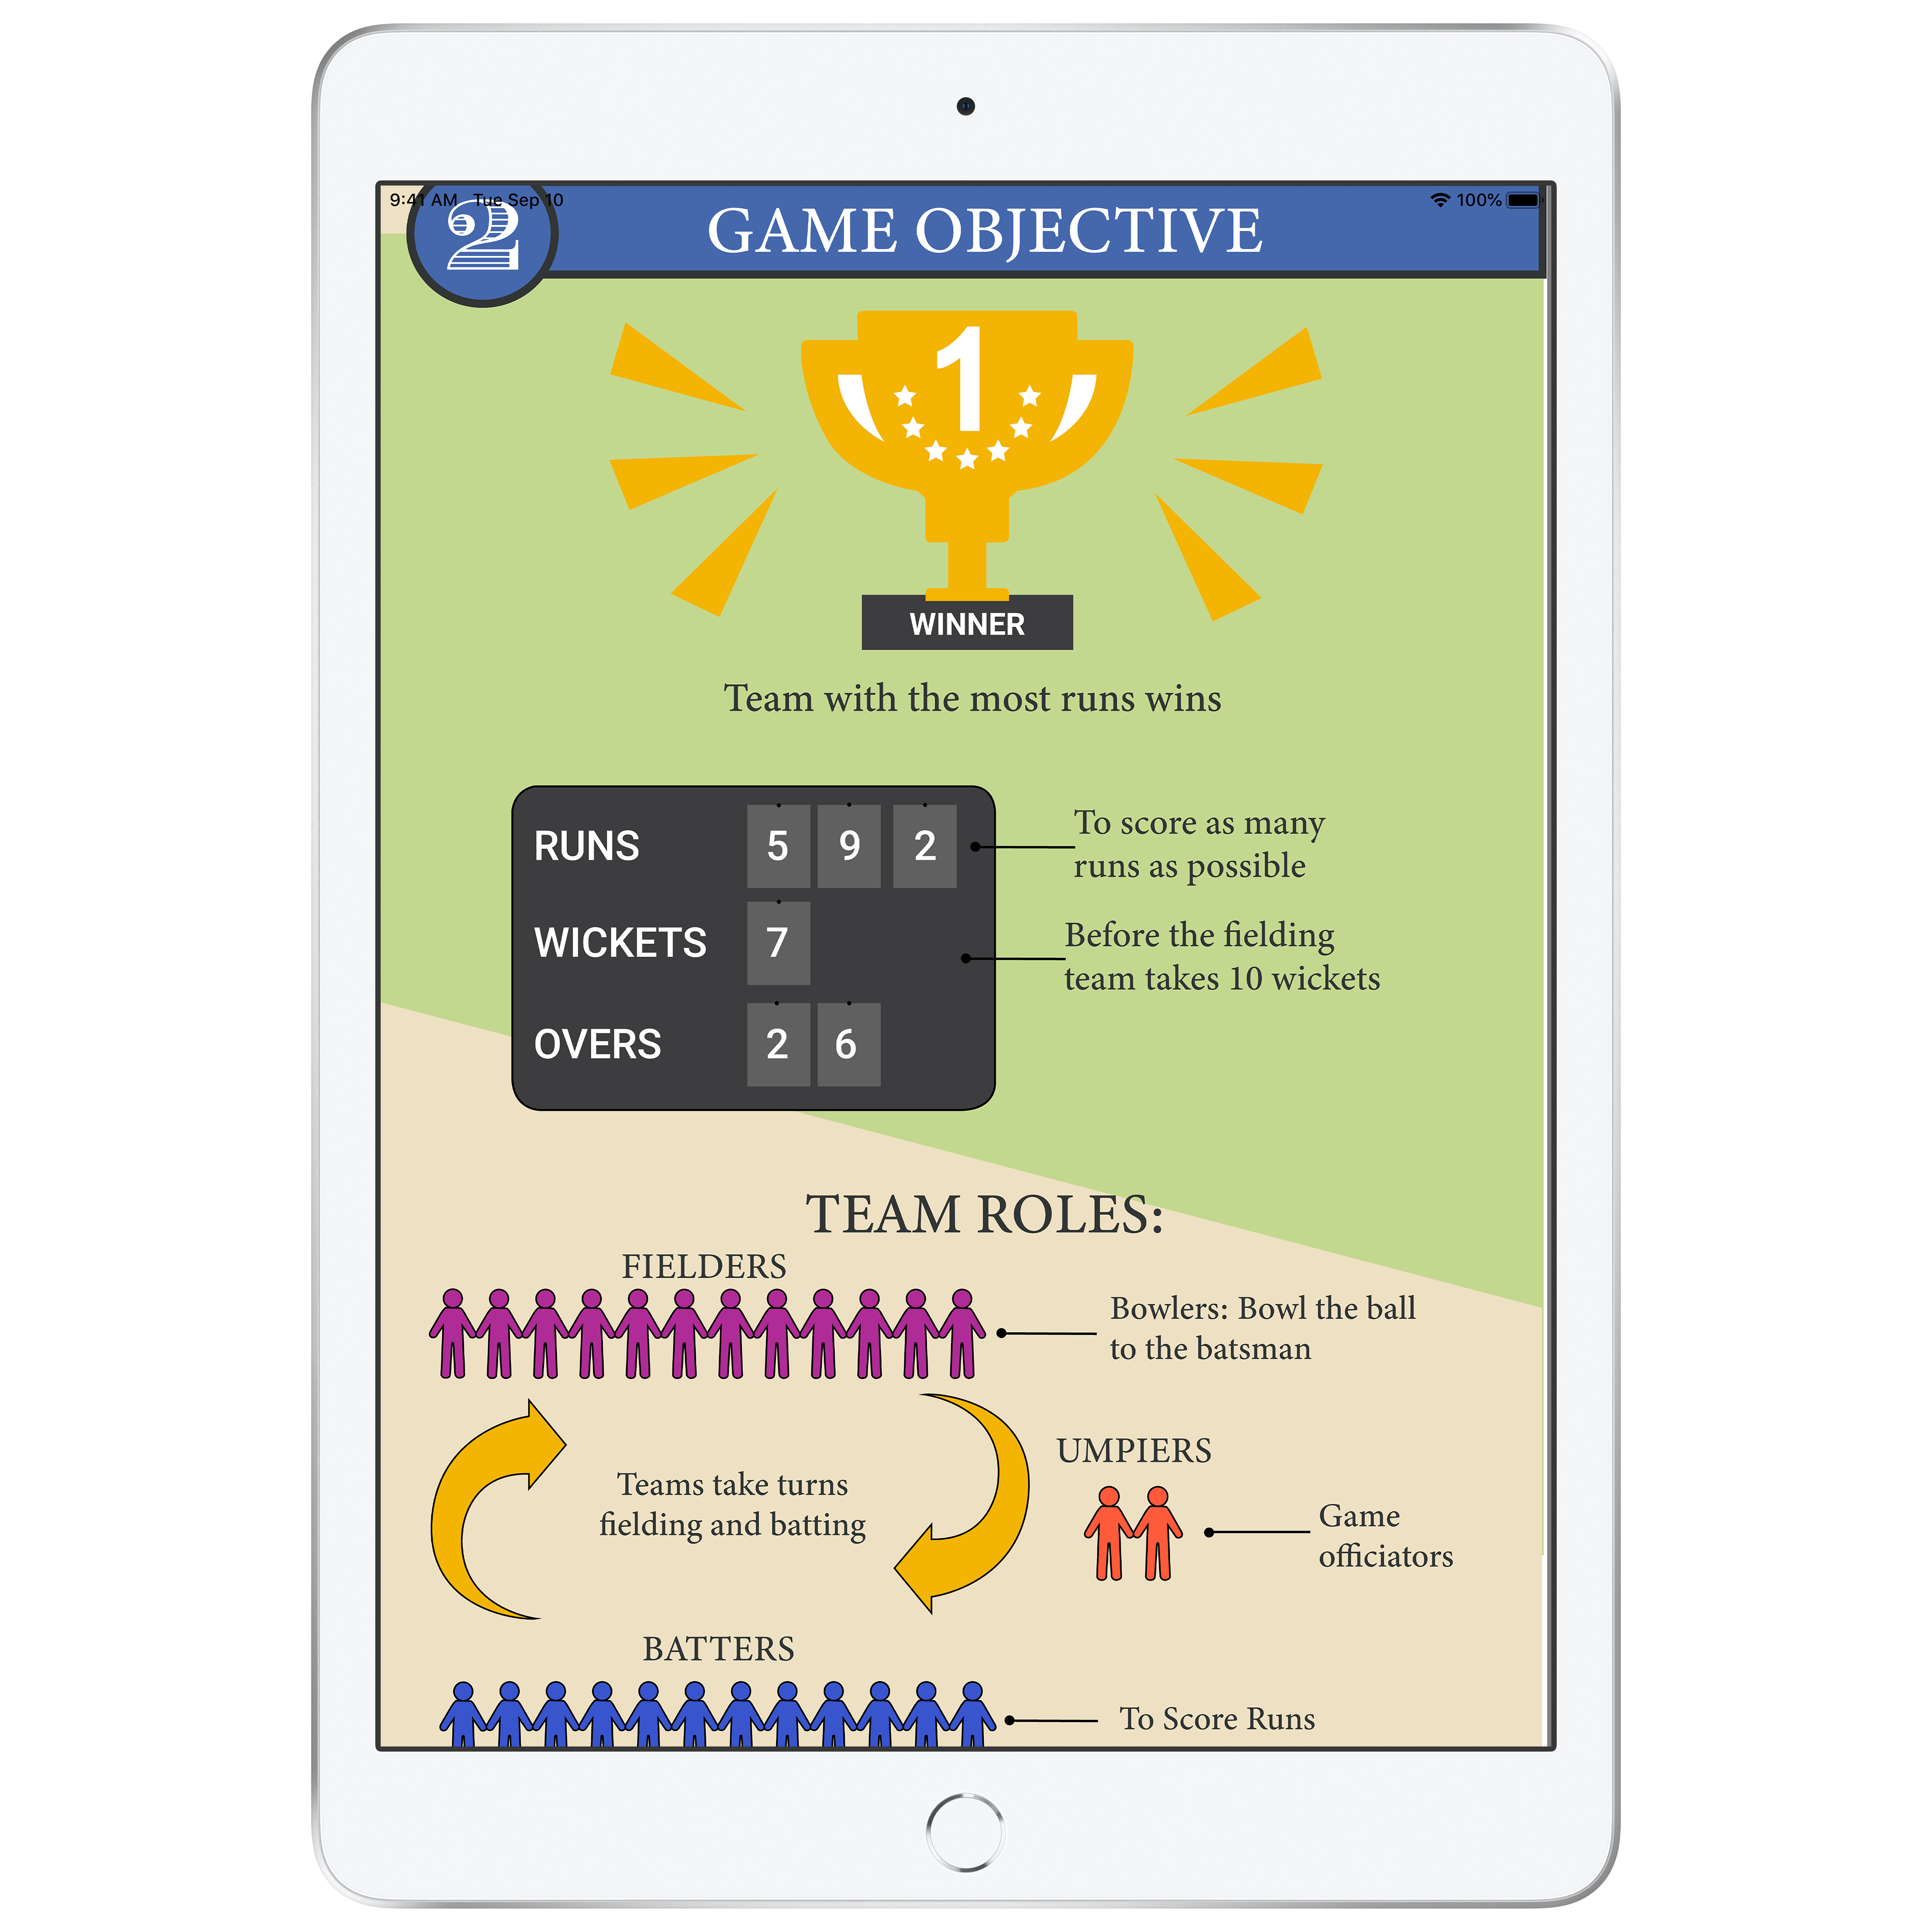 9:41 AM Tue Sep 10
100%
2
GAME OBJECTIVE
1
WINNER
Team with the most runs wins
RUNS 5 9 2
To score as many
runs as possible
WICKETS 7
Before the fielding
team takes 10 wickets
OVERS 2 6
TEAM ROLES:
FIELDERS
Bowlers: Bowl the ball
to the batsman
Teams take turns
fielding and batting
UMPIERS
Game
officiators
BATTERS
To Score Runs